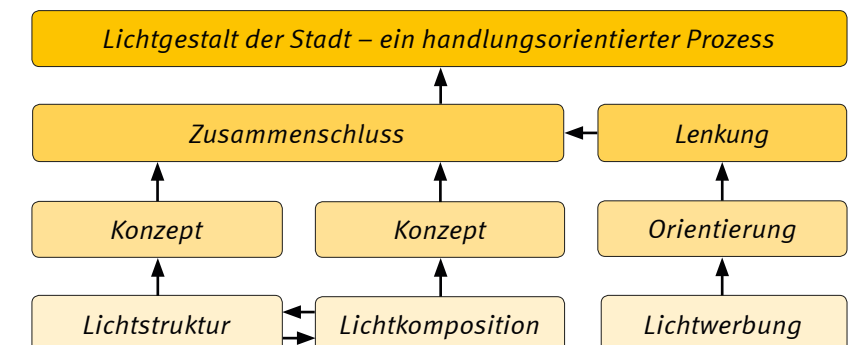 Lichtgestalt der Stadt – ein handlungsorientierter Prozess
Zusammenschluss
Lenkung
Konzept
Konzept
Orientierung
Lichtstruktur
Lichtkomposition
Lichtwerbung